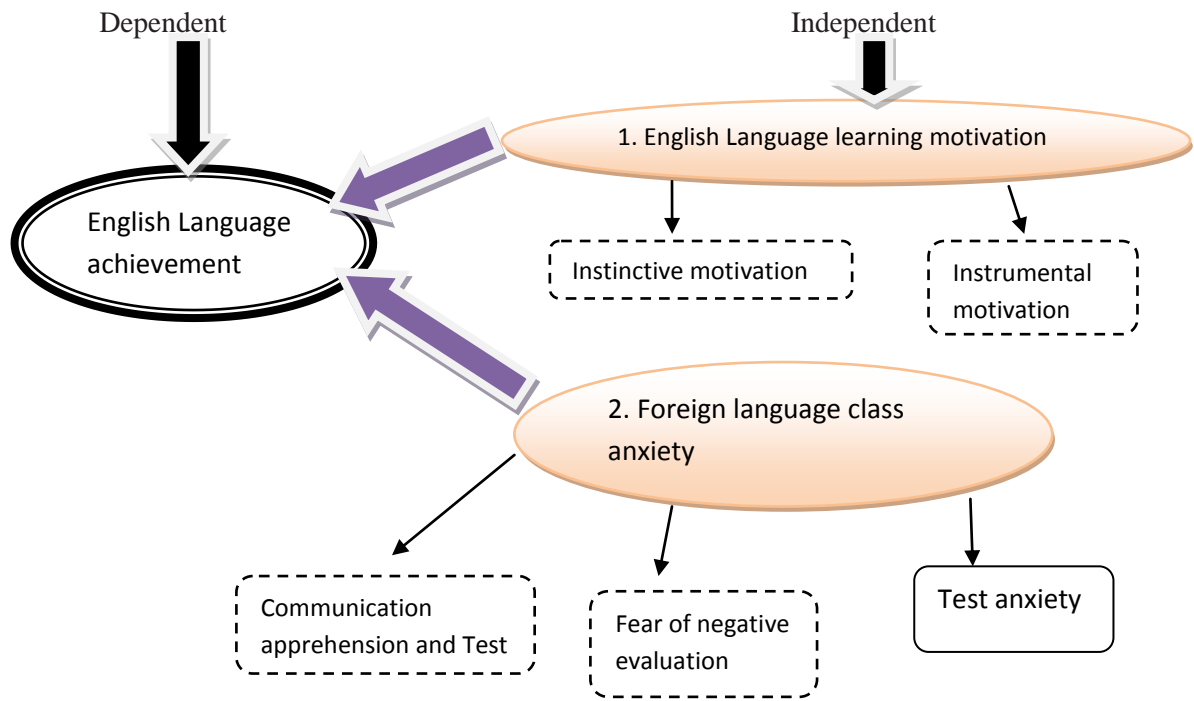 Dependent
Independent
1. English Language learning motivation
English Language
achievement
Instinctive motivation
Instrumental
motivation
2. Foreign language class
anxiety
Communication
apprehension and Test
Fear of negative
evaluation
Test anxiety